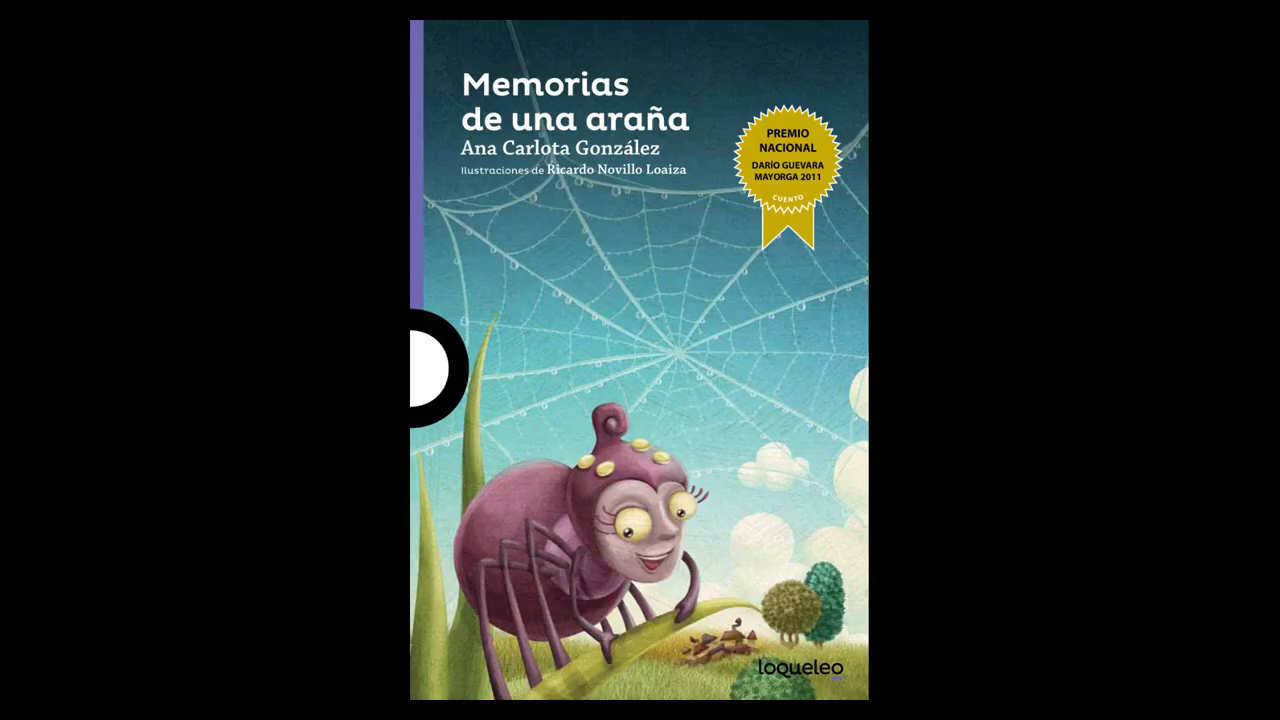 Memorias
de una araña
Ana Carlota González
Ilustraciones de Ricardo Novillo Loaiza
PREMIO
NACIONAL
DARÍO GUEVARA
MAYORGA 2011
CUENTO
loqueleo